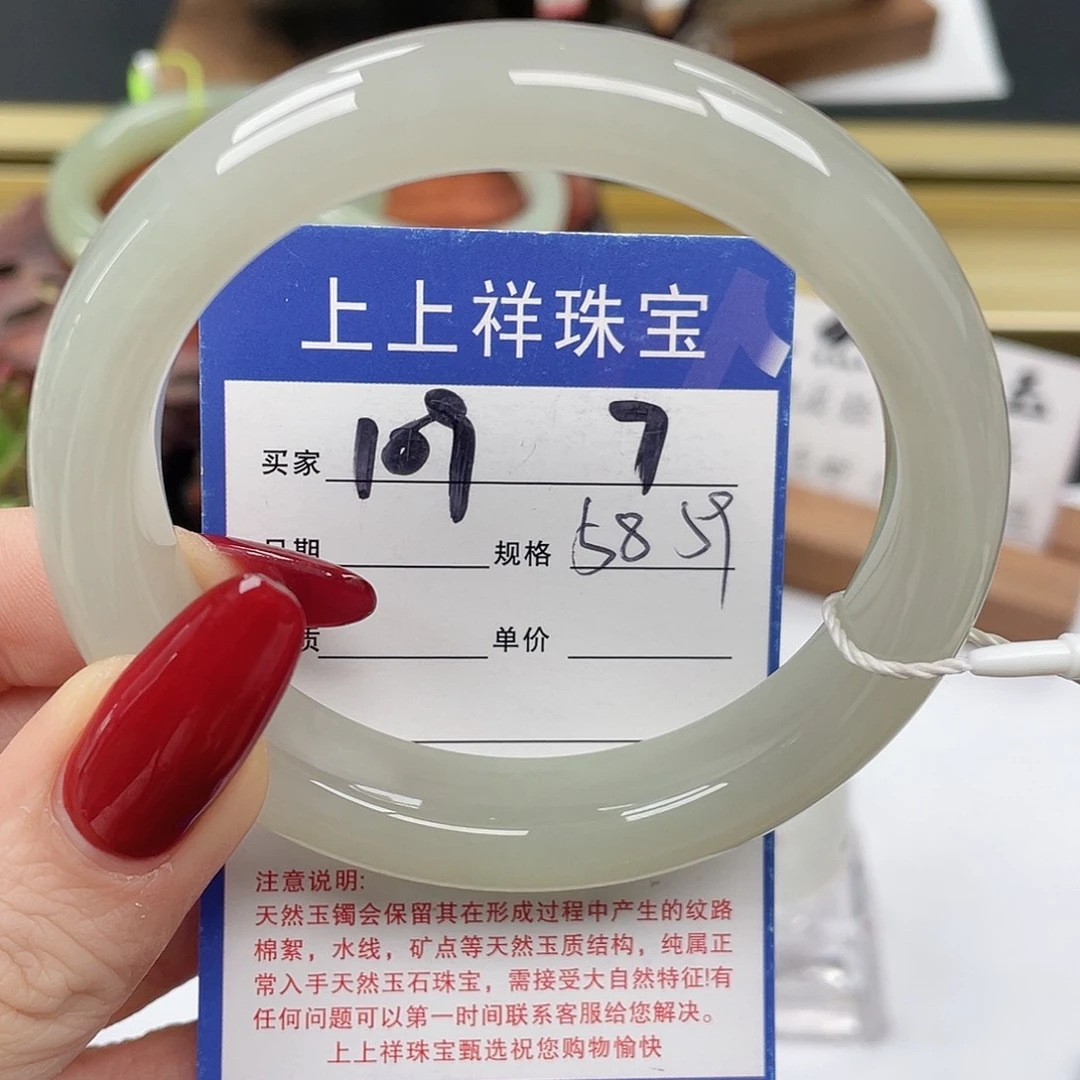 上上祥珠宝
买家 109 7
日期 规格 58 59
质 单价
注意说明:
天然玉镯会保留其在形成过程中产生的纹路
棉絮，水线，矿点等天然玉质结构，纯属正
常入手天然玉石珠宝，需接受大自然特征!有
任何问题可以第一时间联系客服给您解决。
上上祥珠宝甄选祝您购物愉快